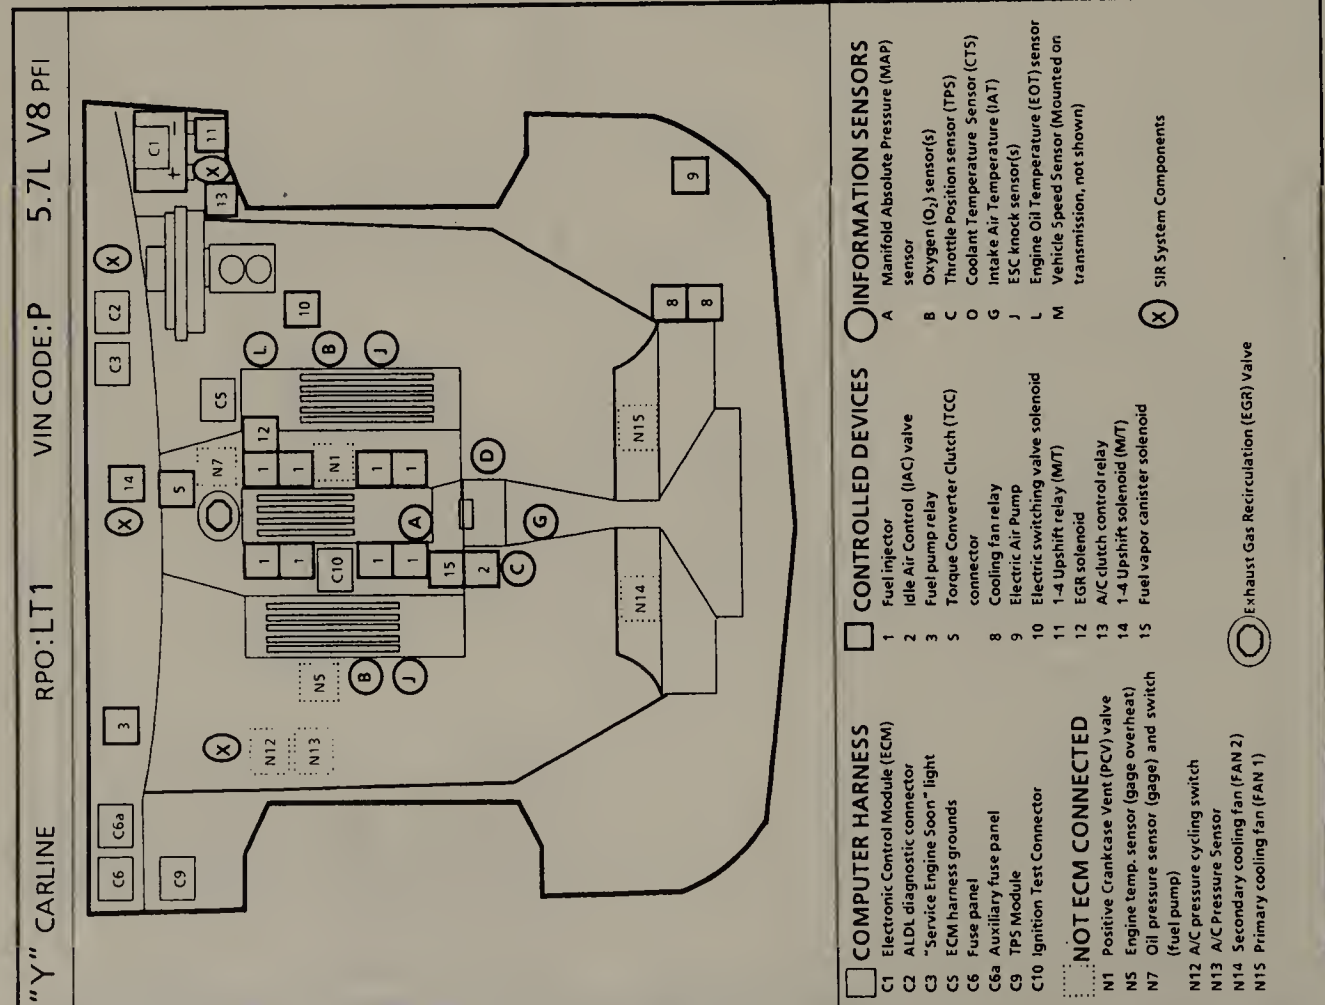 "Y" CARLINE RPO:LT1 VIN CODE:P 5.7L V8 PFI
C6
C6a
3
X
14
C3
C2
X
C1
+
−
11
X
13
C9
X
N12
N13
N5
B
J
5
N7
12
C5
L
B
J
10
1
1
C10
1
1
1
1
N1
1
1
A
15
2
C
D
G
N14
N15
8
8
9
COMPUTER HARNESS
C1 Electronic Control Module (ECM)
C2 ALDL diagnostic connector
C3 "Service Engine Soon" light
C5 ECM harness grounds
C6 Fuse panel
C6a Auxiliary fuse panel
C9 TPS Module
C10 Ignition Test Connector
NOT ECM CONNECTED
N1 Positive Crankcase Vent (PCV) valve
N5 Engine temp. sensor (gage overheat)
N7 Oil pressure sensor (gage) and switch
(fuel pump)
N12 A/C pressure cycling switch
N13 A/C Pressure Sensor
N14 Secondary cooling fan (FAN 2)
N15 Primary cooling fan (FAN 1)
CONTROLLED DEVICES
1 Fuel injector
2 Idle Air Control (IAC) valve
3 Fuel pump relay
5 Torque Converter Clutch (TCC)
connector
8 Cooling fan relay
9 Electric Air Pump
10 Electric switching valve solenoid
11 1-4 Upshift relay (M/T)
12 EGR solenoid
13 A/C clutch control relay
14 1-4 Upshift solenoid (M/T)
15 Fuel vapor canister solenoid
Exhaust Gas Recirculation (EGR) Valve
INFORMATION SENSORS
A Manifold Absolute Pressure (MAP)
sensor
B Oxygen (O₂) sensor(s)
C Throttle Position sensor (TPS)
O Coolant Temperature Sensor (CTS)
G Intake Air Temperature (IAT)
J ESC knock sensor(s)
L Engine Oil Temperature (EOT) sensor
M Vehicle Speed Sensor (Mounted on
transmission, not shown)
X SIR System Components